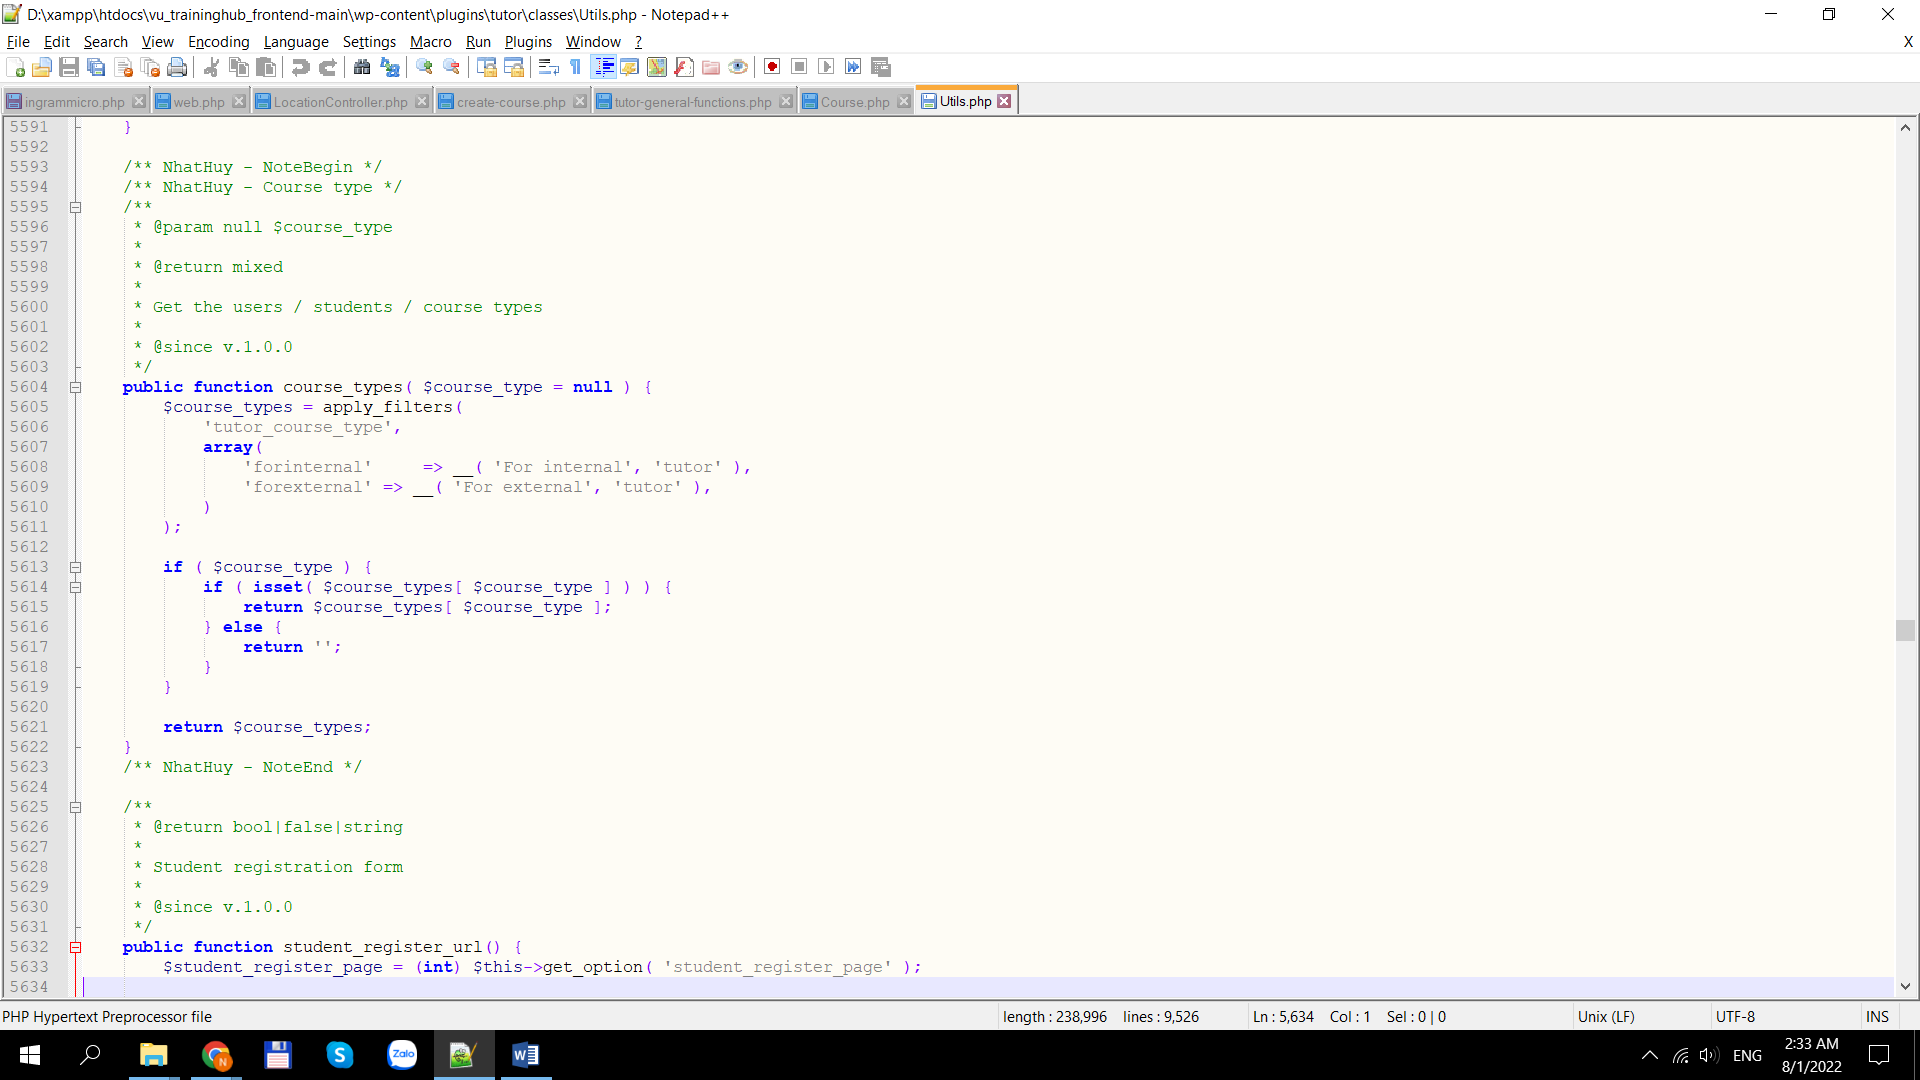 D:\xampp\htdocs\vu_traininghub_frontend-main\wp-content\plugins\tutor\classes\Utils.php - Notepad++
File Edit Search View Encoding Language Settings Macro Run Plugins Window ? X
ingrammicro.php web.php LocationController.php create-course.php tutor-general-functions.php Course.php Utils.php
5591 }
5592
5593 /** NhatHuy - NoteBegin */
5594 /** NhatHuy - Course type */
5595 /**
5596 * @param null $course_type
5597 *
5598 * @return mixed
5599 *
5600 * Get the users / students / course types
5601 *
5602 * @since v.1.0.0
5603 */
5604 public function course_types( $course_type = null ) {
5605 $course_types = apply_filters(
5606 'tutor_course_type',
5607 array(
5608 'forinternal' => __( 'For internal', 'tutor' ),
5609 'forexternal' => __( 'For external', 'tutor' ),
5610 )
5611 );
5612
5613 if ( $course_type ) {
5614 if ( isset( $course_types[ $course_type ] ) ) {
5615 return $course_types[ $course_type ];
5616 } else {
5617 return '';
5618 }
5619 }
5620
5621 return $course_types;
5622 }
5623 /** NhatHuy - NoteEnd */
5624
5625 /**
5626 * @return bool|false|string
5627 *
5628 * Student registration form
5629 *
5630 * @since v.1.0.0
5631 */
5632 public function student_register_url() {
5633 $student_register_page = (int) $this->get_option( 'student_register_page' );
5634
PHP Hypertext Preprocessor file length : 238,996 lines : 9,526 Ln : 5,634 Col : 1 Sel : 0 | 0 Unix (LF) UTF-8 INS
N S Zalo W ENG 2:33 AM
8/1/2022